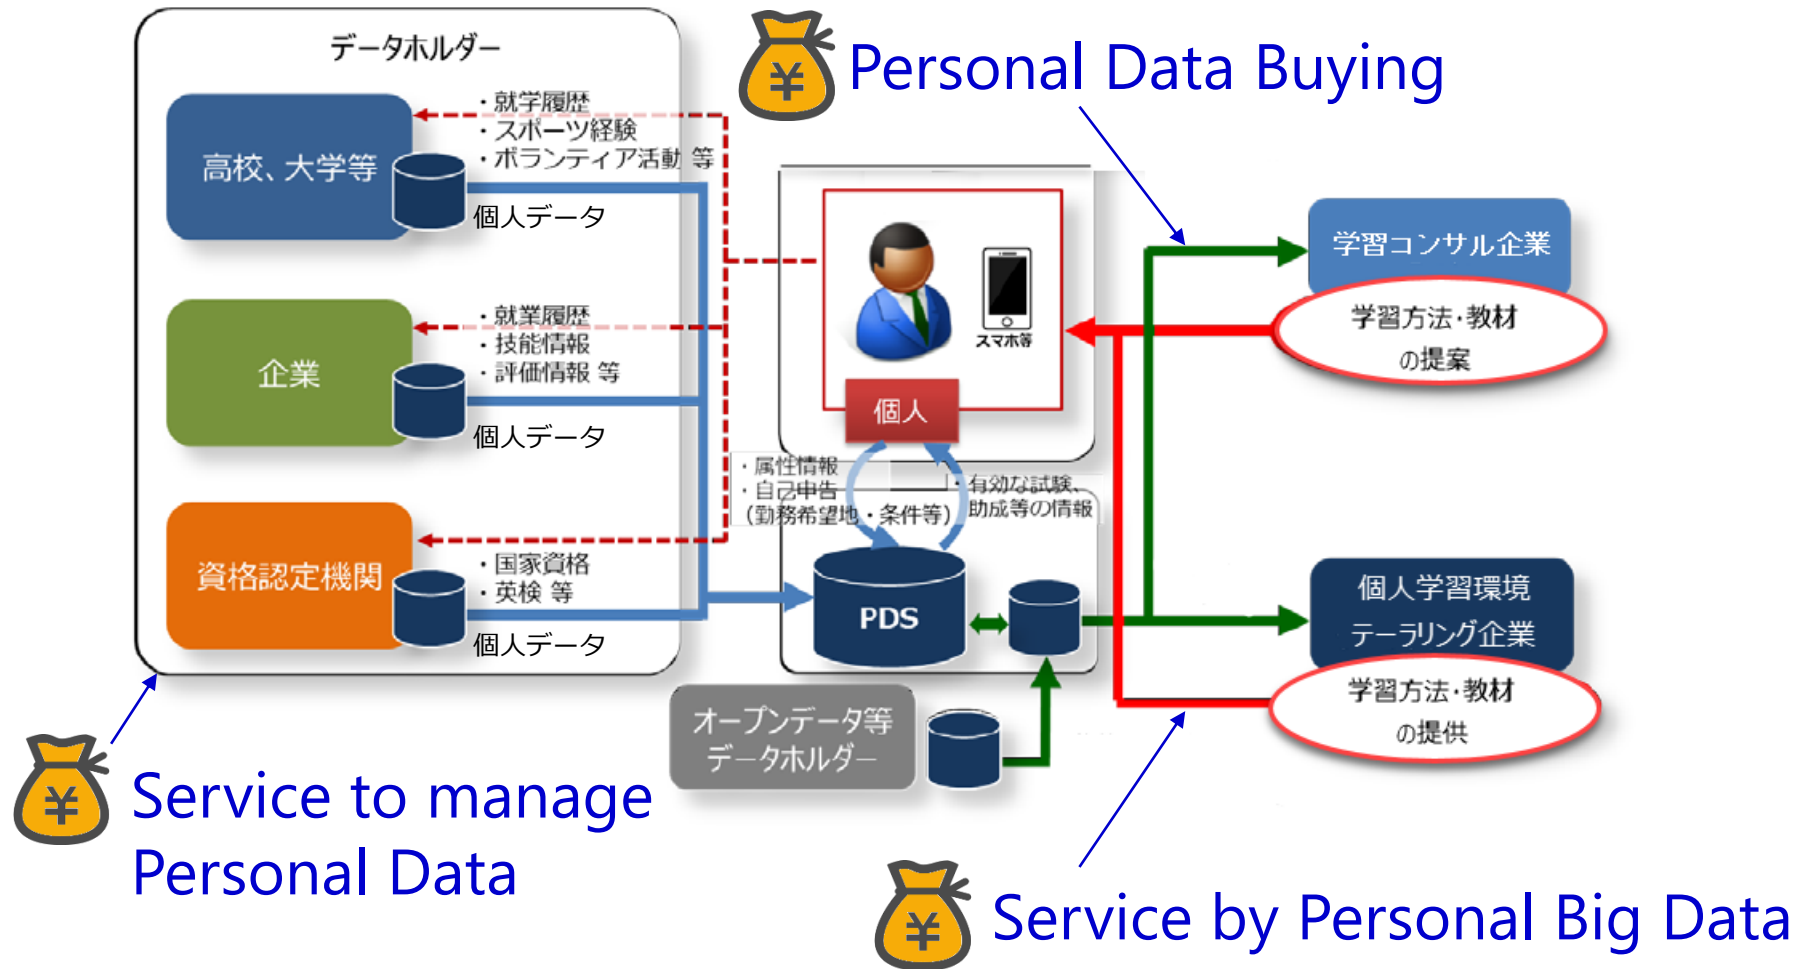 データホルダー
Personal Data Buying
高校、大学等
・就学履歴
・スポーツ経験
・ボランティア活動 等
個人データ
企業
・就業履歴
・技能情報
・評価情報 等
個人データ
資格認定機関
・国家資格
・英検 等
個人データ
スマホ等
個人
・属性情報
・自己申告
(勤務希望地・条件等)
・有効な試験、
助成等の情報
PDS
オープンデータ等
データホルダー
学習コンサル企業
学習方法・教材
の提案
個人学習環境
テーラリング企業
学習方法・教材
の提供
¥
¥
Service to manage
Personal Data
¥
Service by Personal Big Data